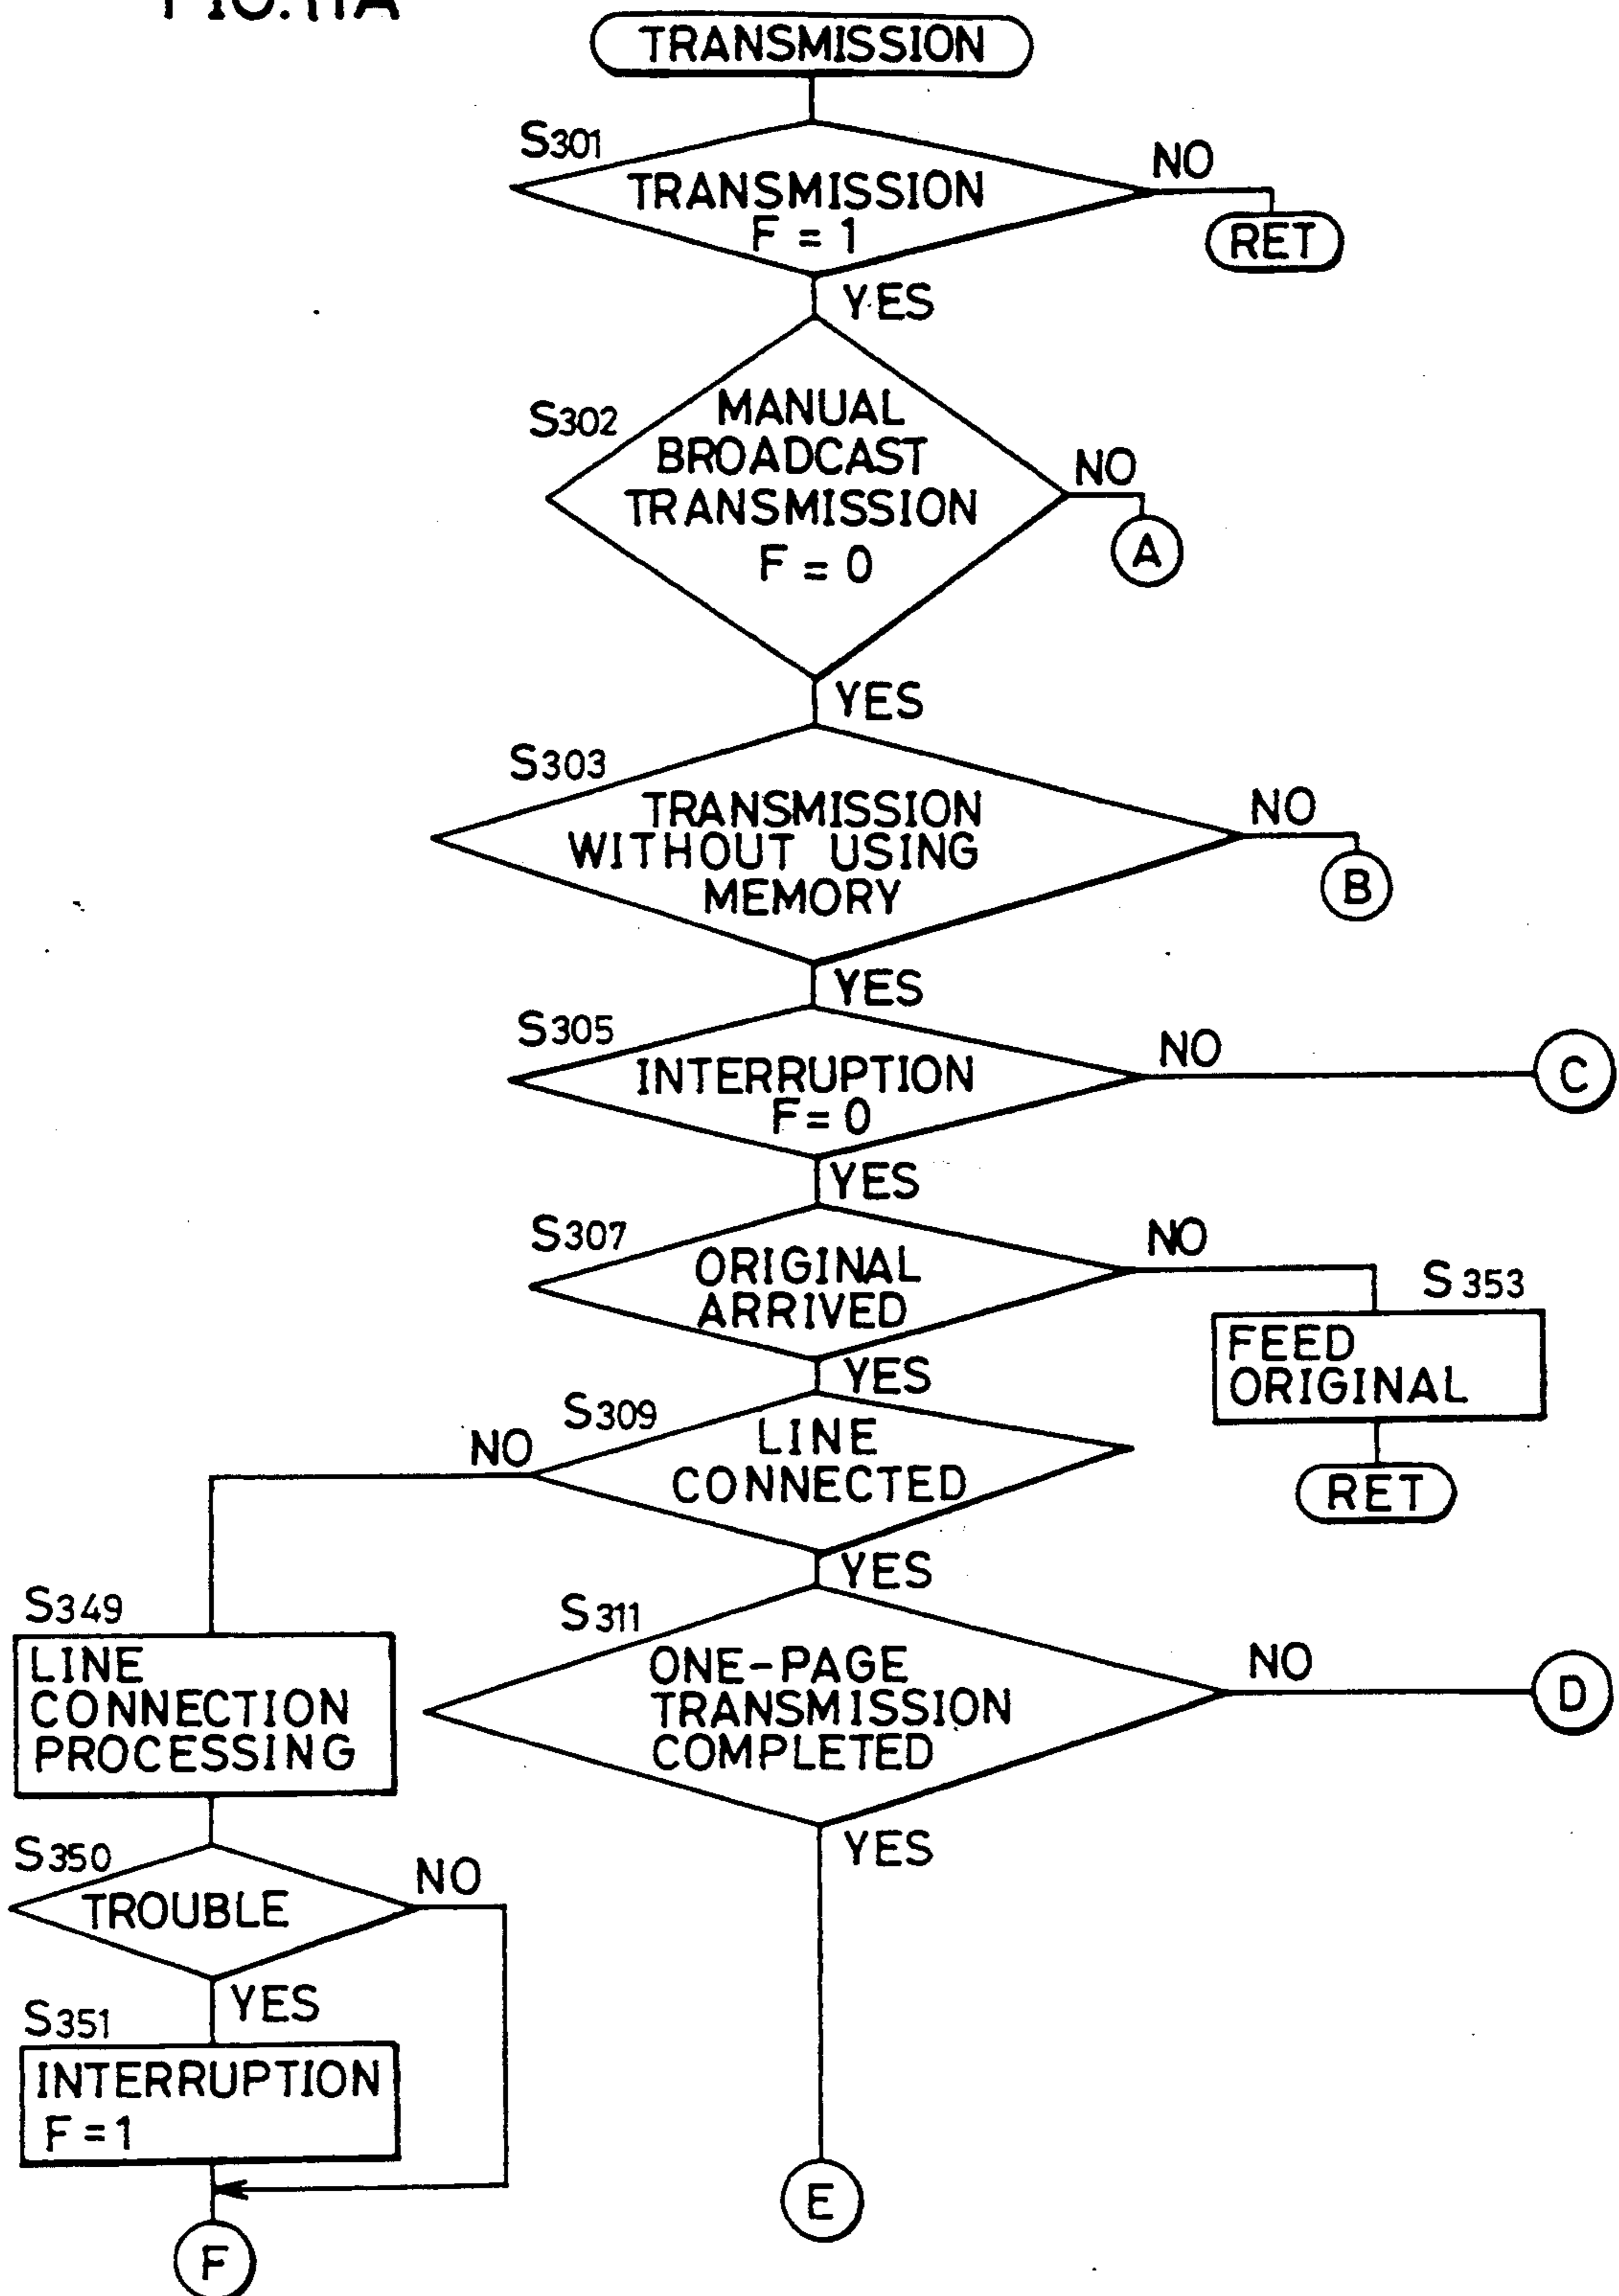 FIG.11A
TRANSMISSION
S301
TRANSMISSION
F = 1
NO
RET
YES
S302
MANUAL
BROADCAST
TRANSMISSION
F = 0
NO
A
YES
S303
TRANSMISSION
WITHOUT USING
MEMORY
NO
B
YES
S305
INTERRUPTION
F = 0
NO
C
YES
S307
ORIGINAL
ARRIVED
NO
S353
FEED
ORIGINAL
RET
YES
S309
LINE
CONNECTED
NO
YES
S311
ONE-PAGE
TRANSMISSION
COMPLETED
NO
D
YES
E
S349
LINE
CONNECTION
PROCESSING
S350
TROUBLE
NO
YES
S351
INTERRUPTION
F = 1
F